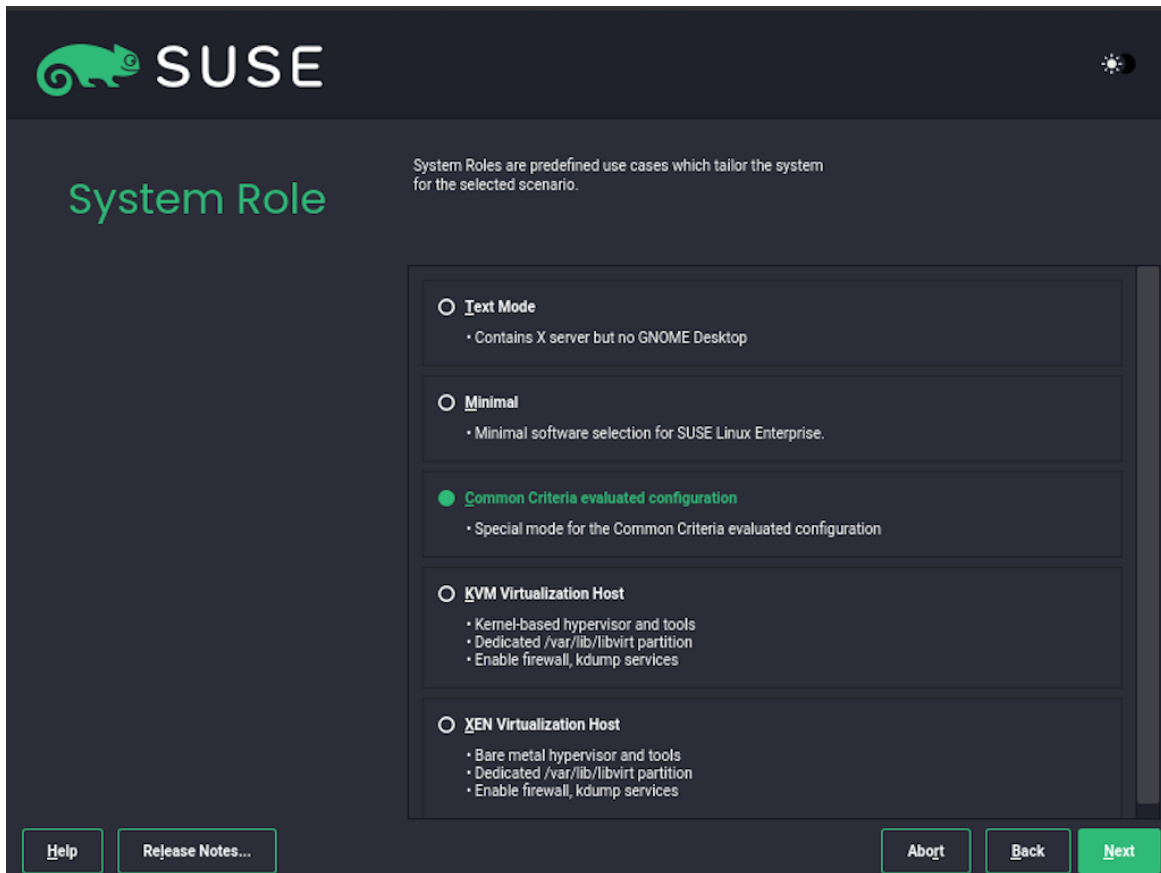 SUSE
System Role
System Roles are predefined use cases which tailor the system
for the selected scenario.
Text Mode
• Contains X server but no GNOME Desktop
Minimal
• Minimal software selection for SUSE Linux Enterprise.
Common Criteria evaluated configuration
• Special mode for the Common Criteria evaluated configuration
KVM Virtualization Host
• Kernel-based hypervisor and tools
• Dedicated /var/lib/libvirt partition
• Enable firewall, kdump services
XEN Virtualization Host
• Bare metal hypervisor and tools
• Dedicated /var/lib/libvirt partition
• Enable firewall, kdump services
Help Release Notes... Abort Back Next